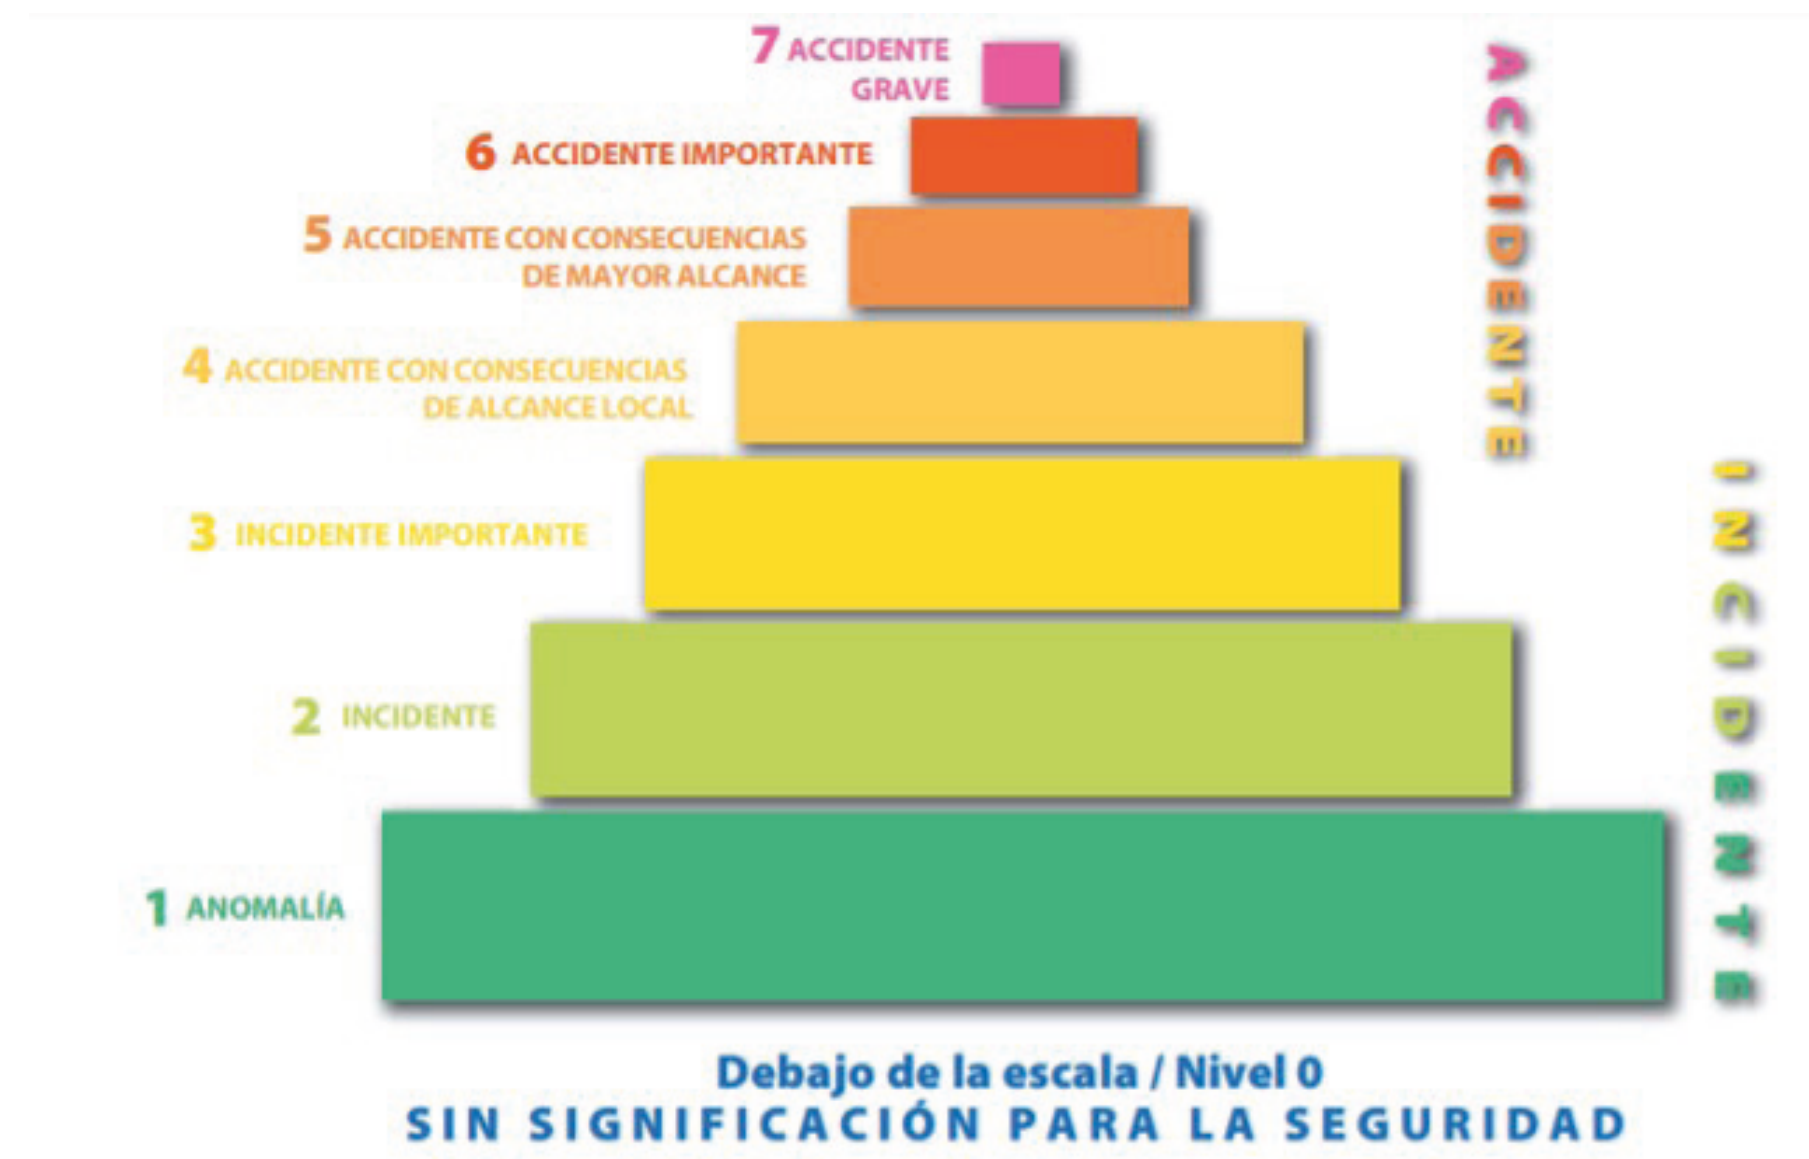 7 ACCIDENTE
GRAVE
6 ACCIDENTE IMPORTANTE
5 ACCIDENTE CON CONSECUENCIAS
DE MAYOR ALCANCE
4 ACCIDENTE CON CONSECUENCIAS
DE ALCANCE LOCAL
3 INCIDENTE IMPORTANTE
2 INCIDENTE
1 ANOMALÍA
ACCIDENTE
INCIDENTE
Debajo de la escala / Nivel 0
SIN SIGNIFICACIÓN PARA LA SEGURIDAD